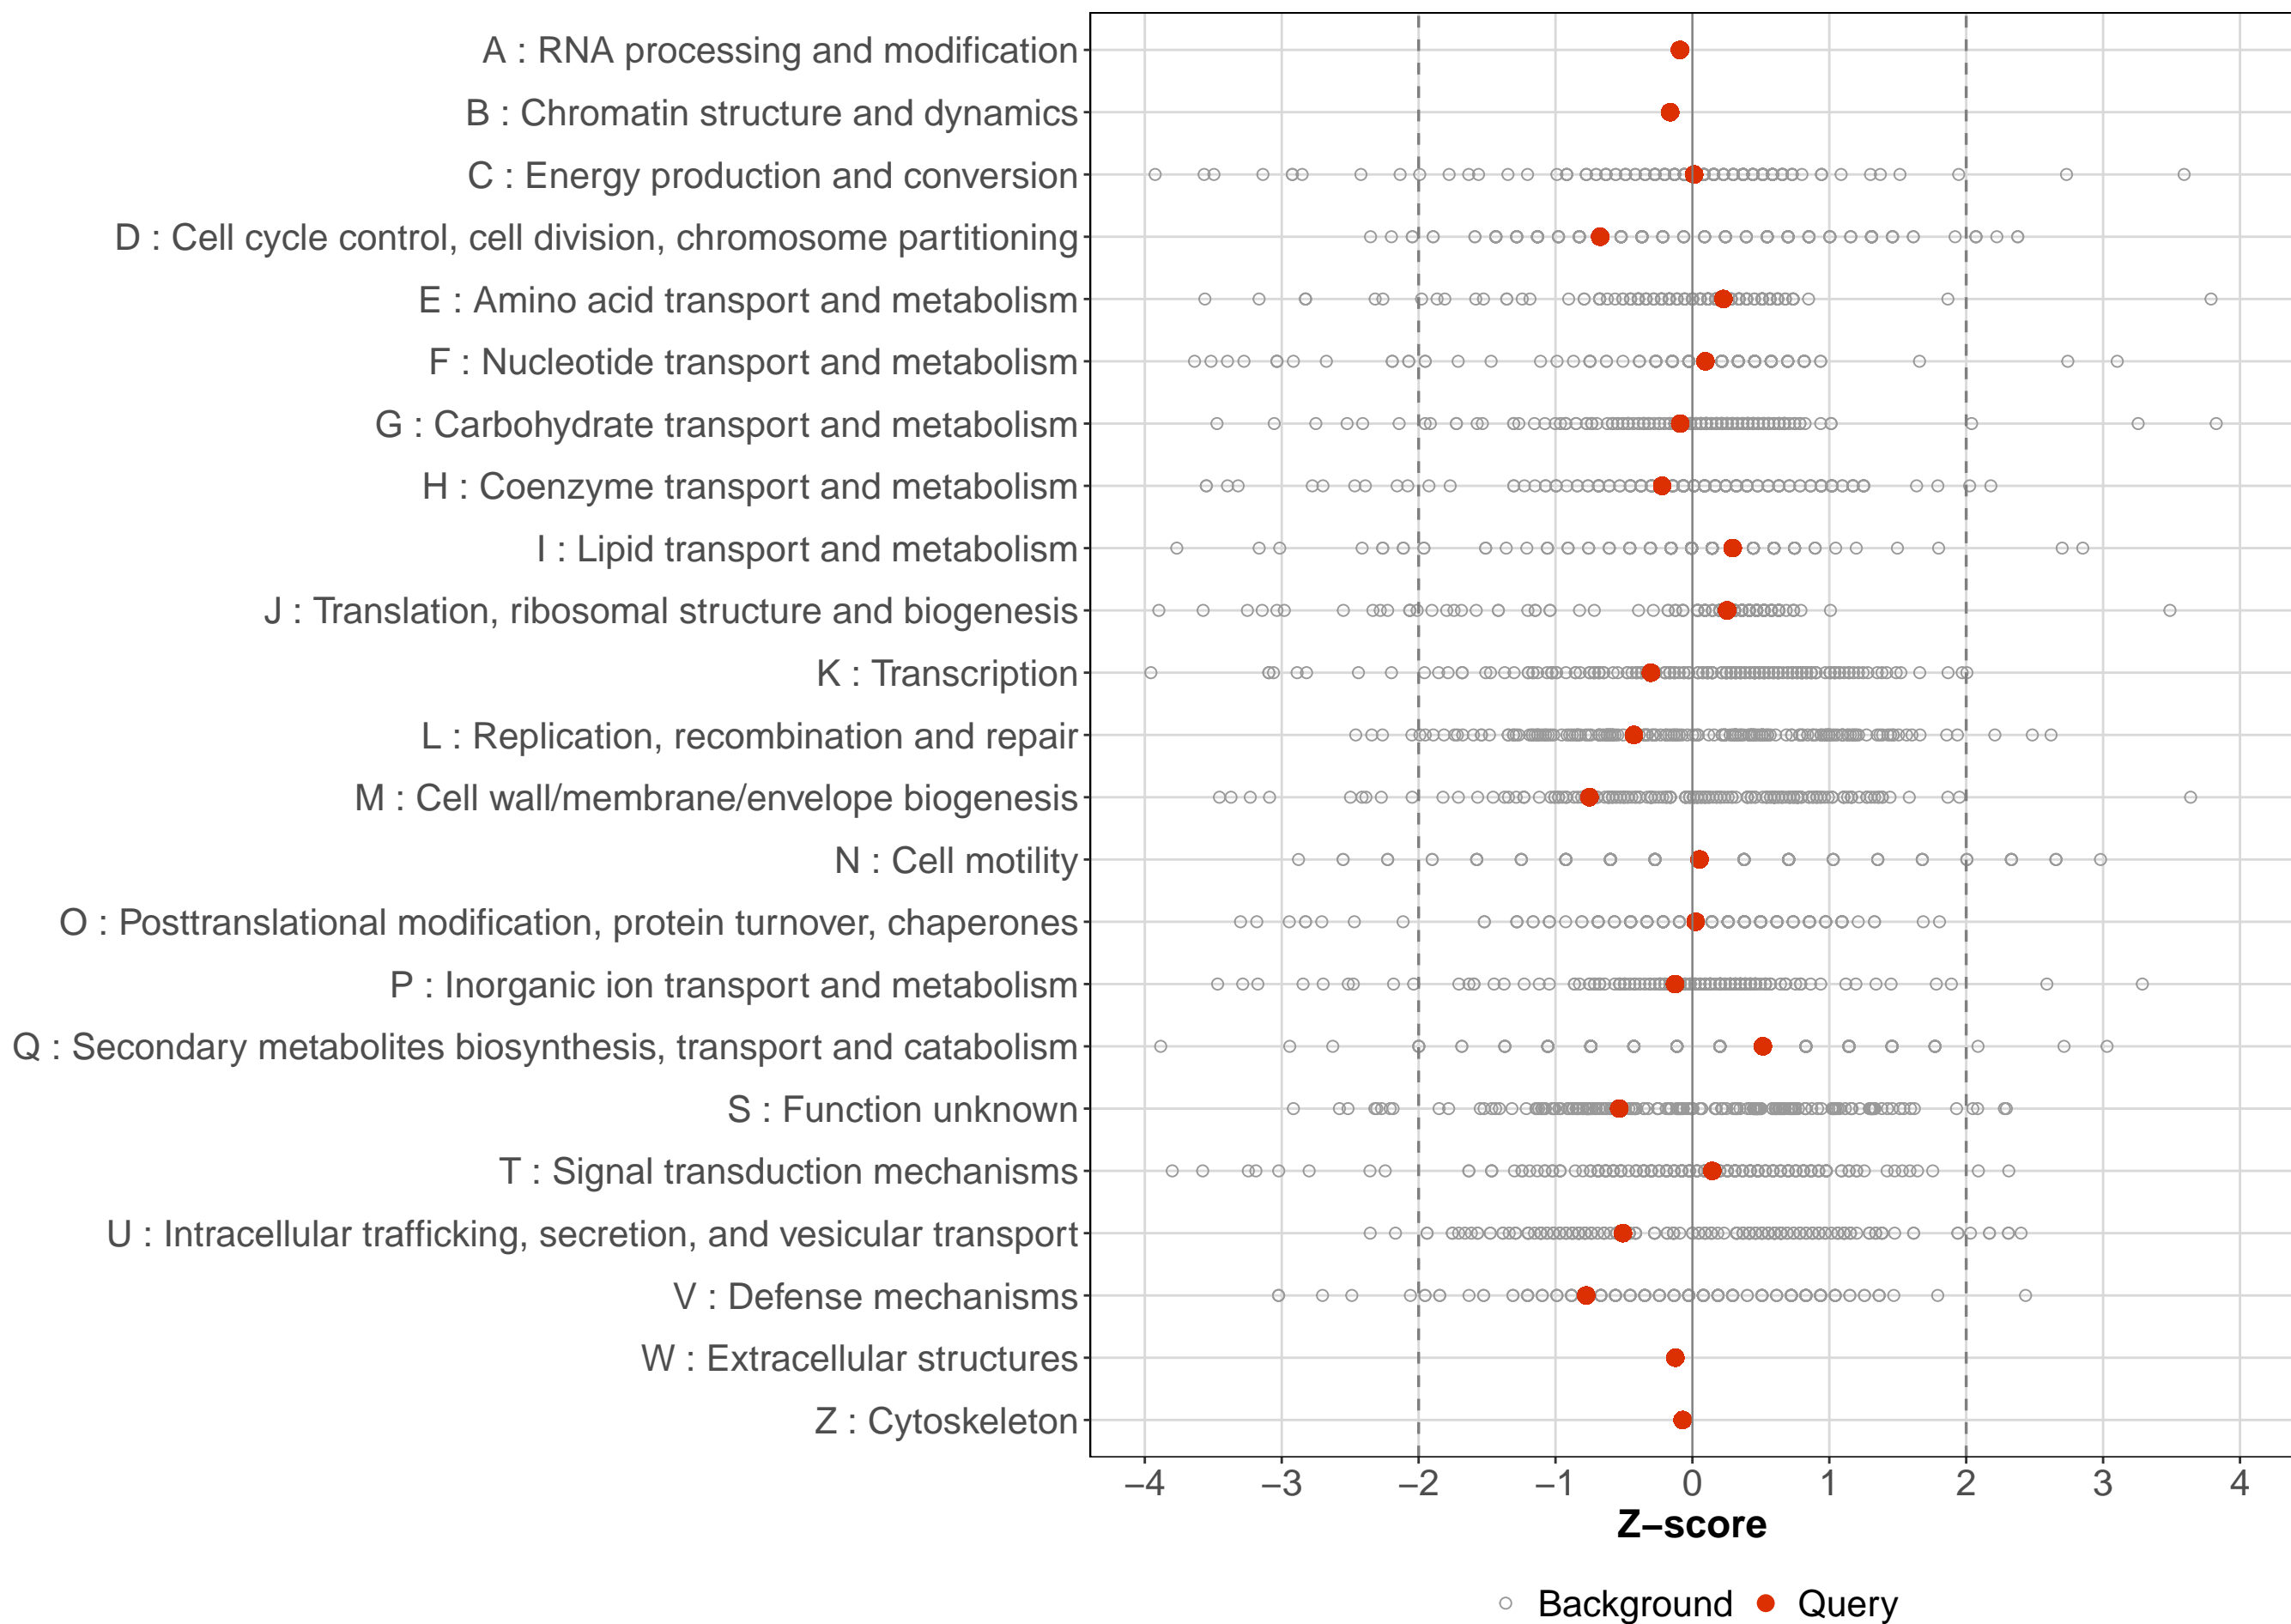 A : RNA processing and modification
B : Chromatin structure and dynamics
C : Energy production and conversion
D : Cell cycle control, cell division, chromosome partitioning
E : Amino acid transport and metabolism
F : Nucleotide transport and metabolism
G : Carbohydrate transport and metabolism
H : Coenzyme transport and metabolism
I : Lipid transport and metabolism
J : Translation, ribosomal structure and biogenesis
K : Transcription
L : Replication, recombination and repair
M : Cell wall/membrane/envelope biogenesis
N : Cell motility
O : Posttranslational modification, protein turnover, chaperones
P : Inorganic ion transport and metabolism
Q : Secondary metabolites biosynthesis, transport and catabolism
S : Function unknown
T : Signal transduction mechanisms
U : Intracellular trafficking, secretion, and vesicular transport
V : Defense mechanisms
W : Extracellular structures
Z : Cytoskeleton
−4 −3 −2 −1 0 1 2 3 4
Z−score
Background Query